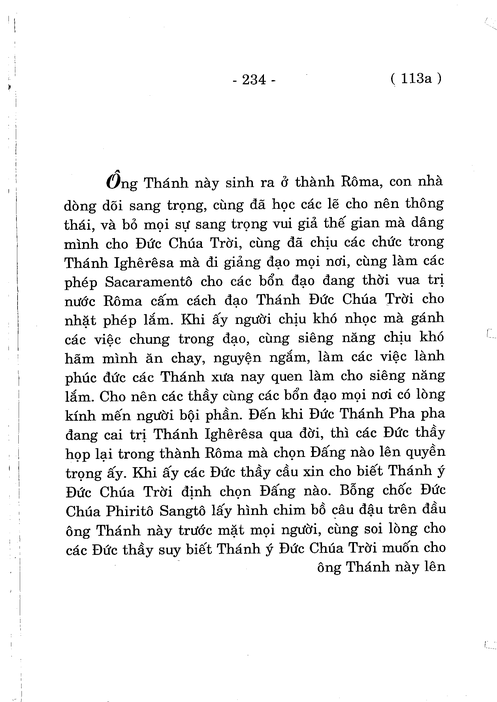 - 234 - ( 113a )
Ông Thánh này sinh ra ở thành Rôma, con nhà
dòng dõi sang trọng, cùng đã học các lẽ cho nên thông
thái, và bỏ mọi sự sang trọng vui giả thế gian mà dâng
mình cho Đức Chúa Trời, cùng đã chịu các chức trong
Thánh Ighêrêsa mà đi giảng đạo mọi nơi, cùng làm các
phép Sacaramentô cho các bổn đạo đang thời vua trị
nước Rôma cấm cách đạo Thánh Đức Chúa Trời cho
nhặt phép lắm. Khi ấy người chịu khó nhọc mà gánh
các việc chung trong đạo, cùng siêng năng chịu khó
hãm mình ăn chay, nguyện ngắm, làm các việc lành
phúc đức các Thánh xưa nay quen làm cho siêng năng
lắm. Cho nên các thầy cùng các bổn đạo mọi nơi có lòng
kính mến người bội phần. Đến khi Đức Thánh Pha pha
đang cai trị Thánh Ighêrêsa qua đời, thì các Đức thầy
họp lại trong thành Rôma mà chọn Đấng nào lên quyền
trọng ấy. Khi ấy các Đức thầy cầu xin cho biết Thánh ý
Đức Chúa Trời định chọn Đấng nào. Bỗng chốc Đức
Chúa Phiritô Sangtô lấy hình chim bồ câu đậu trên đầu
ông Thánh này trước mặt mọi người, cùng soi lòng cho
các Đức thầy suy biết Thánh ý Đức Chúa Trời muốn cho
ông Thánh này lên